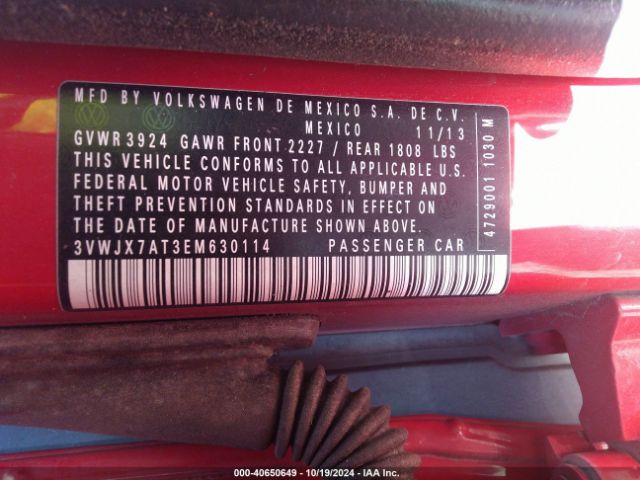 MFD BY VOLKSWAGEN DE MEXICO S.A. DE C.V.
MEXICO 11/13
GVWR 3924 GAWR FRONT 2227 / REAR 1808 LBS
THIS VEHICLE CONFORMS TO ALL APPLICABLE U.S.
FEDERAL MOTOR VEHICLE SAFETY, BUMPER AND
THEFT PREVENTION STANDARDS IN EFFECT ON
THE DATE OF MANUFACTURE SHOWN ABOVE.
3VWJX7AT3EM630114 PASSENGER CAR
4729001 1030 M
000-40650649 - 10/19/2024 - IAA Inc.